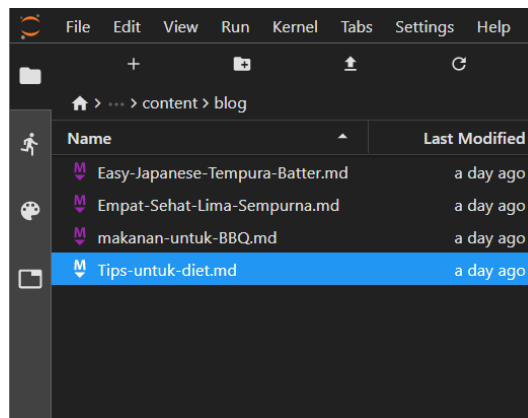 File Edit View Run Kernel Tabs Settings Help
> ··· > content > blog
Name Last Modified
Easy-Japanese-Tempura-Batter.md a day ago
Empat-Sehat-Lima-Sempurna.md a day ago
makanan-untuk-BBQ.md a day ago
Tips-untuk-diet.md a day ago